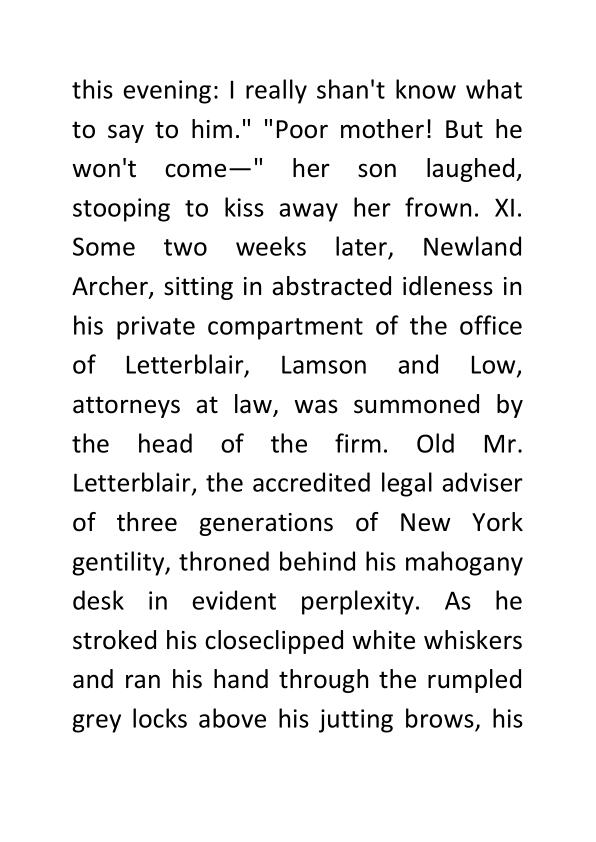 this evening: I really shan't know what
to say to him." "Poor mother! But he
won't come—" her son laughed,
stooping to kiss away her frown. XI.
Some two weeks later, Newland
Archer, sitting in abstracted idleness in
his private compartment of the office
of Letterblair, Lamson and Low,
attorneys at law, was summoned by
the head of the firm. Old Mr.
Letterblair, the accredited legal adviser
of three generations of New York
gentility, throned behind his mahogany
desk in evident perplexity. As he
stroked his closeclipped white whiskers
and ran his hand through the rumpled
grey locks above his jutting brows, his